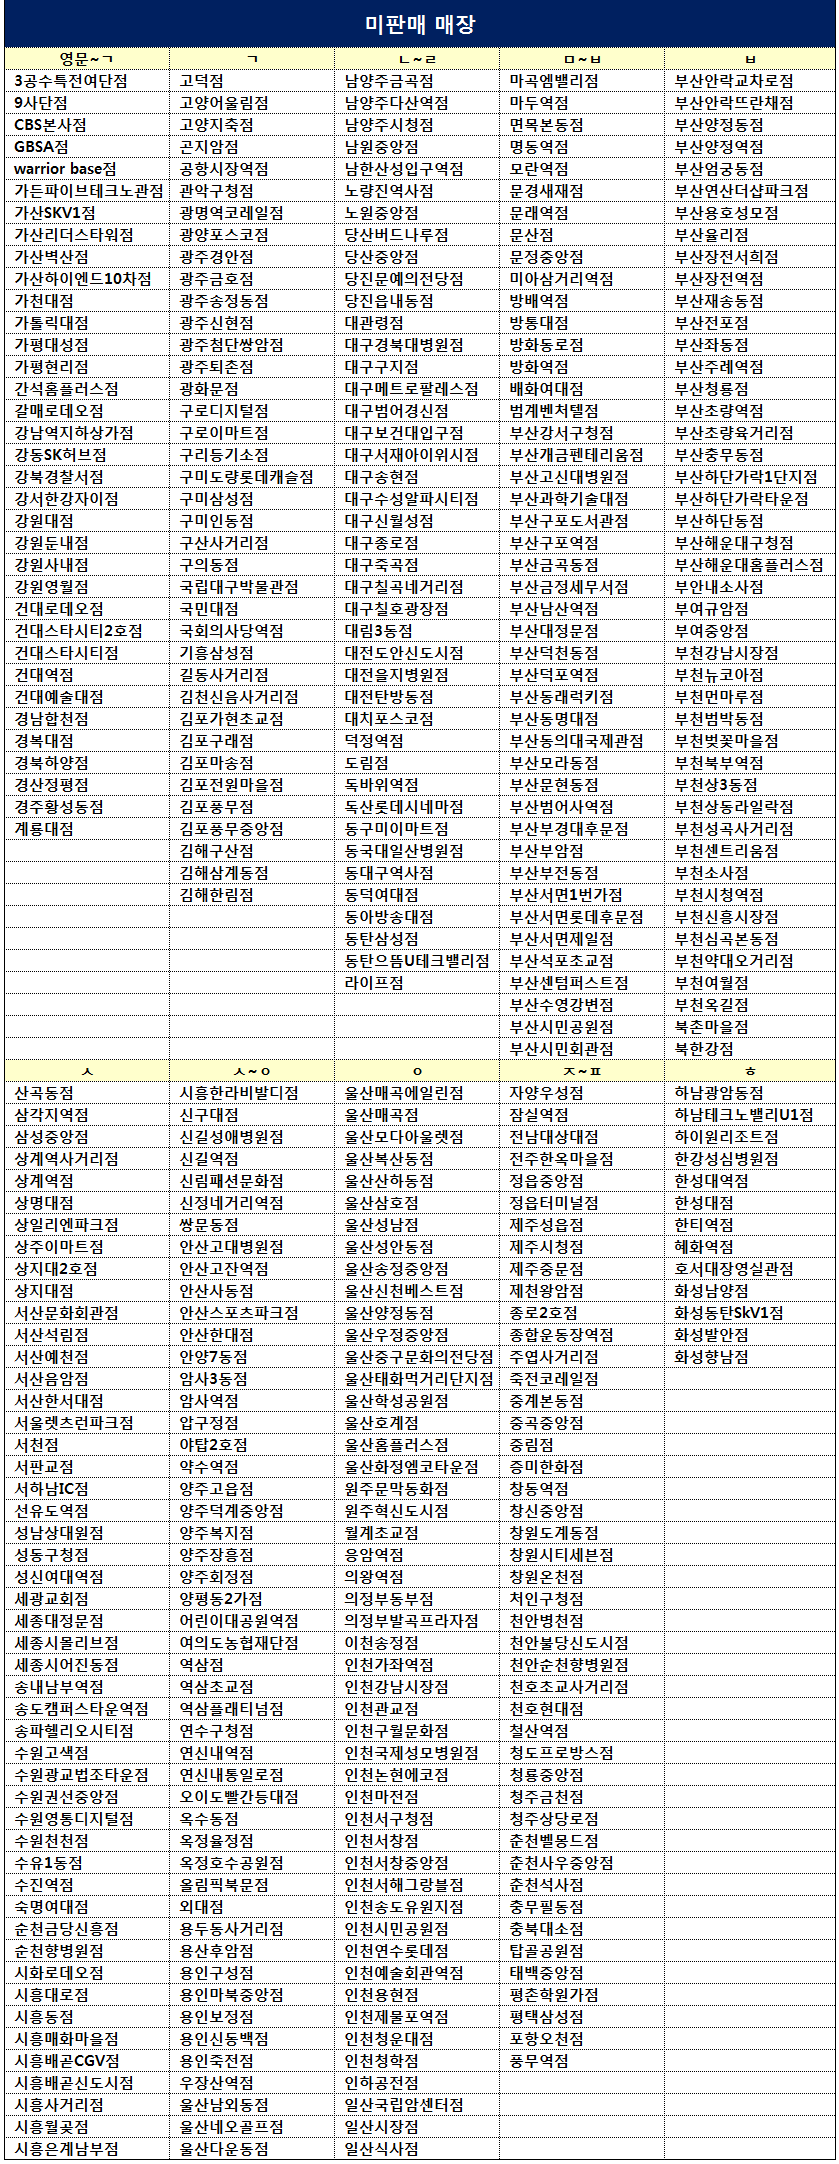 미판매 매장
영문~ㄱ ㄱ ㄴ~ㄹ ㅁ~ㅂ ㅂ
3공수특전여단점 고덕점 남양주금곡점 마곡엠밸리점 부산안락교차로점
9사단점 고양어울림점 남양주다산역점 마두역점 부산안락뜨란채점
CBS본사점 고양지축점 남양주시청점 면목본동점 부산양정동점
GBSA점 곤지암점 남원중앙점 명동역점 부산양정역점
warrior base점 공항시장역점 남한산성입구역점 모란역점 부산엄궁동점
가든파이브테크노관점 관악구청점 노량진역사점 문경새재점 부산연산더샵파크점
가산SKV1점 광명역코레일점 노원중앙점 문래역점 부산용호성모점
가산리더스타워점 광양포스코점 당산버드나루점 문산점 부산율리점
가산벽산점 광주경안점 당산중앙점 문정중앙점 부산장전서희점
가산하이엔드10차점 광주금호점 당진문예의전당점 미아삼거리역점 부산장전역점
가천대점 광주송정동점 당진읍내동점 방배역점 부산재송동점
가톨릭대점 광주신현점 대관령점 방통대점 부산전포점
가평대성점 광주첨단쌍암점 대구경북대병원점 방화동로점 부산좌동점
가평현리점 광주퇴촌점 대구구지점 방화역점 부산주례역점
간석홈플러스점 광화문점 대구메트로팔레스점 배화여대점 부산청룡점
갈매로데오점 구로디지털점 대구범어경신점 범계벤처텔점 부산초량역점
강남역지하상가점 구로이마트점 대구보건대입구점 부산강서구청점 부산초량육거리점
강동SK허브점 구리등기소점 대구서재아이위시점 부산개금펜테리움점 부산충무동점
강북경찰서점 구미도량롯데캐슬점 대구송현점 부산고신대병원점 부산하단가락1단지점
강서한강자이점 구미삼성점 대구수성알파시티점 부산과학기술대점 부산하단가락타운점
강원대점 구미인동점 대구신월성점 부산구포도서관점 부산하단동점
강원둔내점 구산사거리점 대구종로점 부산구포역점 부산해운대구청점
강원사내점 구의동점 대구죽곡점 부산금곡동점 부산해운대홈플러스점
강원영월점 국립대구박물관점 대구칠곡네거리점 부산금정세무서점 부안내소사점
건대로데오점 국민대점 대구칠호광장점 부산남산역점 부여규암점
건대스타시티2호점 국회의사당역점 대림3동점 부산대정문점 부여중앙점
건대스타시티점 기흥삼성점 대전도안신도시점 부산덕천동점 부천강남시장점
건대역점 길동사거리점 대전을지병원점 부산덕포역점 부천뉴코아점
건대예술대점 김천신음사거리점 대전탄방동점 부산동래럭키점 부천먼마루점
경남합천점 김포가현초교점 대치포스코점 부산동명대점 부천범박동점
경복대점 김포구래점 덕정역점 부산동의대국제관점 부천벚꽃마을점
경북하양점 김포마송점 도림점 부산모라동점 부천북부역점
경산정평점 김포전원마을점 독바위역점 부산문현동점 부천상3동점
경주황성동점 김포풍무점 독산롯데시네마점 부산범어사역점 부천상동라일락점
계룡대점 김포풍무중앙점 동구미이마트점 부산부경대후문점 부천성곡사거리점
김해구산점 동국대일산병원점 부산부암점 부천센트리움점
김해삼계동점 동대구역사점 부산부전동점 부천소사점
김해한림점 동덕여대점 부산서면1번가점 부천시청역점
동아방송대점 부산서면롯데후문점 부천신흥시장점
동탄삼성점 부산서면제일점 부천심곡본동점
동탄으뜸U테크밸리점 부산석포초교점 부천약대오거리점
라이프점 부산센텀퍼스트점 부천여월점
부산수영강변점 부천옥길점
부산시민공원점 북촌마을점
부산시민회관점 북한강점
ㅅ ㅅ~ㅇ ㅇ ㅈ~ㅍ ㅎ
산곡동점 시흥한라비발디점 울산매곡에일린점 자양우성점 하남광암동점
삼각지역점 신구대점 울산매곡점 잠실역점 하남테크노밸리U1점
삼성중앙점 신길성애병원점 울산모다아울렛점 전남대상대점 하이원리조트점
상계역사거리점 신길역점 울산복산동점 전주한옥마을점 한강성심병원점
상계역점 신림패션문화점 울산산하동점 정읍중앙점 한성대역점
상명대점 신정네거리역점 울산삼호점 정읍터미널점 한성대점
상일리엔파크점 쌍문동점 울산성남점 제주성읍점 한티역점
상주이마트점 안산고대병원점 울산성안동점 제주시청점 혜화역점
상지대2호점 안산고잔역점 울산송정중앙점 제주중문점 호서대장영실관점
상지대점 안산사동점 울산신천베스트점 제천왕암점 화성남양점
서산문화회관점 안산스포츠파크점 울산양정동점 종로2호점 화성동탄SkV1점
서산석림점 안산한대점 울산우정중앙점 종합운동장역점 화성발안점
서산예천점 안양7동점 울산중구문화의전당점 주엽사거리점 화성향남점
서산음암점 암사3동점 울산태화먹거리단지점 죽전코레일점
서산한서대점 암사역점 울산학성공원점 중계본동점
서울렛츠런파크점 압구정점 울산호계점 중곡중앙점
서천점 야탑2호점 울산홈플러스점 중림점
서판교점 약수역점 울산화정엠코타운점 증미한화점
서하남IC점 양주고읍점 원주문막동화점 창동역점
선유도역점 양주덕계중앙점 원주혁신도시점 창신중앙점
성남상대원점 양주복지점 월계초교점 창원도계동점
성동구청점 양주장흥점 응암역점 창원시티세븐점
성신여대역점 양주회정점 의왕역점 창원온천점
세광교회점 양평동2가점 의정부동부점 처인구청점
세종대정문점 어린이대공원역점 의정부발곡프라자점 천안병천점
세종시몰리브점 여의도농협재단점 이천송정점 천안불당신도시점
세종시어진동점 역삼점 인천가좌역점 천안순천향병원점
송내남부역점 역삼초교점 인천강남시장점 천호초교사거리점
송도캠퍼스타운역점 역삼플래티넘점 인천관교점 천호현대점
송파헬리오시티점 연수구청점 인천구월문화점 철산역점
수원고색점 연신내역점 인천국제성모병원점 청도프로방스점
수원광교법조타운점 연신내통일로점 인천논현에코점 청룡중앙점
수원권선중앙점 오이도빨간등대점 인천마전점 청주금천점
수원영통디지털점 옥수동점 인천서구청점 청주상당로점
수원천천점 옥정율정점 인천서창점 춘천벨몽드점
수유1동점 옥정호수공원점 인천서창중앙점 춘천사우중앙점
수진역점 올림픽북문점 인천서해그랑블점 춘천석사점
숙명여대점 외대점 인천송도유원지점 충무필동점
순천금당신흥점 용두동사거리점 인천시민공원점 충북대소점
순천향병원점 용산후암점 인천연수롯데점 탑골공원점
시화로데오점 용인구성점 인천예술회관역점 태백중앙점
시흥대로점 용인마북중앙점 인천용현점 평촌학원가점
시흥동점 용인보정점 인천제물포역점 평택삼성점
시흥매화마을점 용인신동백점 인천청운대점 포항오천점
시흥배곧CGV점 용인죽전점 인천청학점 풍무역점
시흥배곧신도시점 우장산역점 인하공전점
시흥사거리점 울산남외동점 일산국립암센터점
시흥월곶점 울산네오골프점 일산시장점
시흥은계남부점 울산다운동점 일산식사점